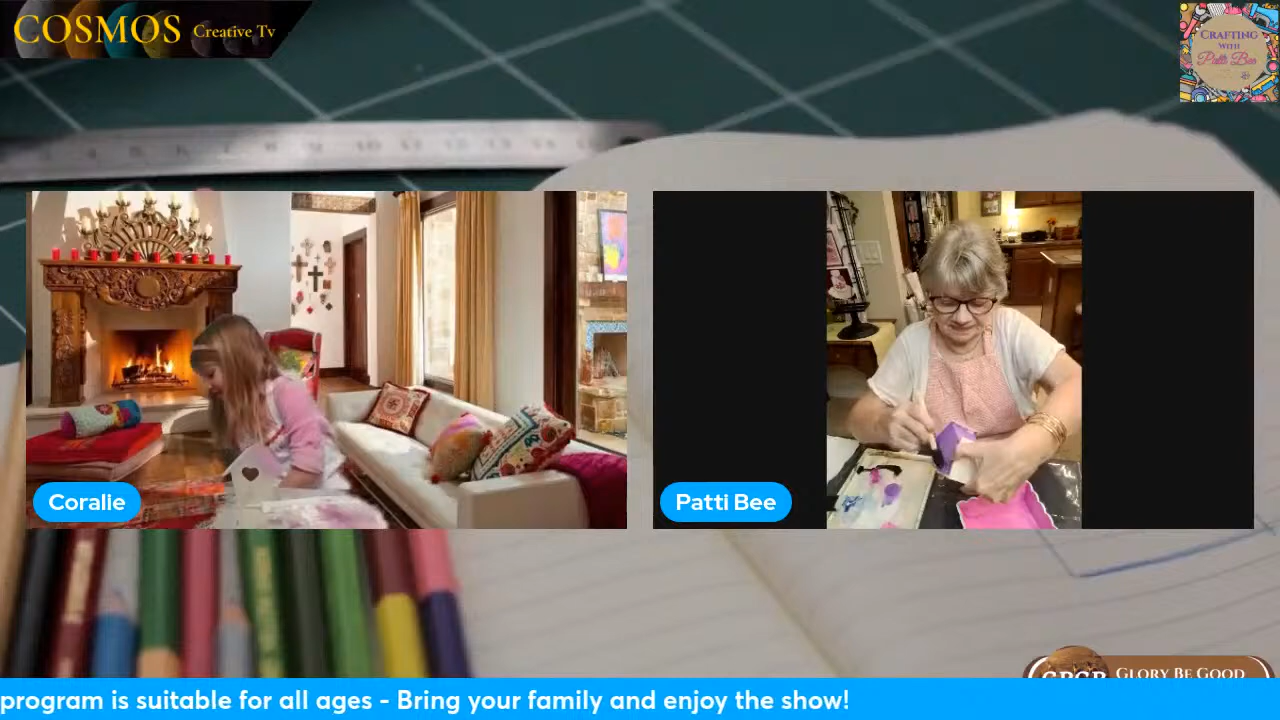 COSMOS Creative Tv
CRAFTING
WITH
Patti Bee
Coralie
Patti Bee
GLORY BE GOOD
program is suitable for all ages - Bring your family and enjoy the show!